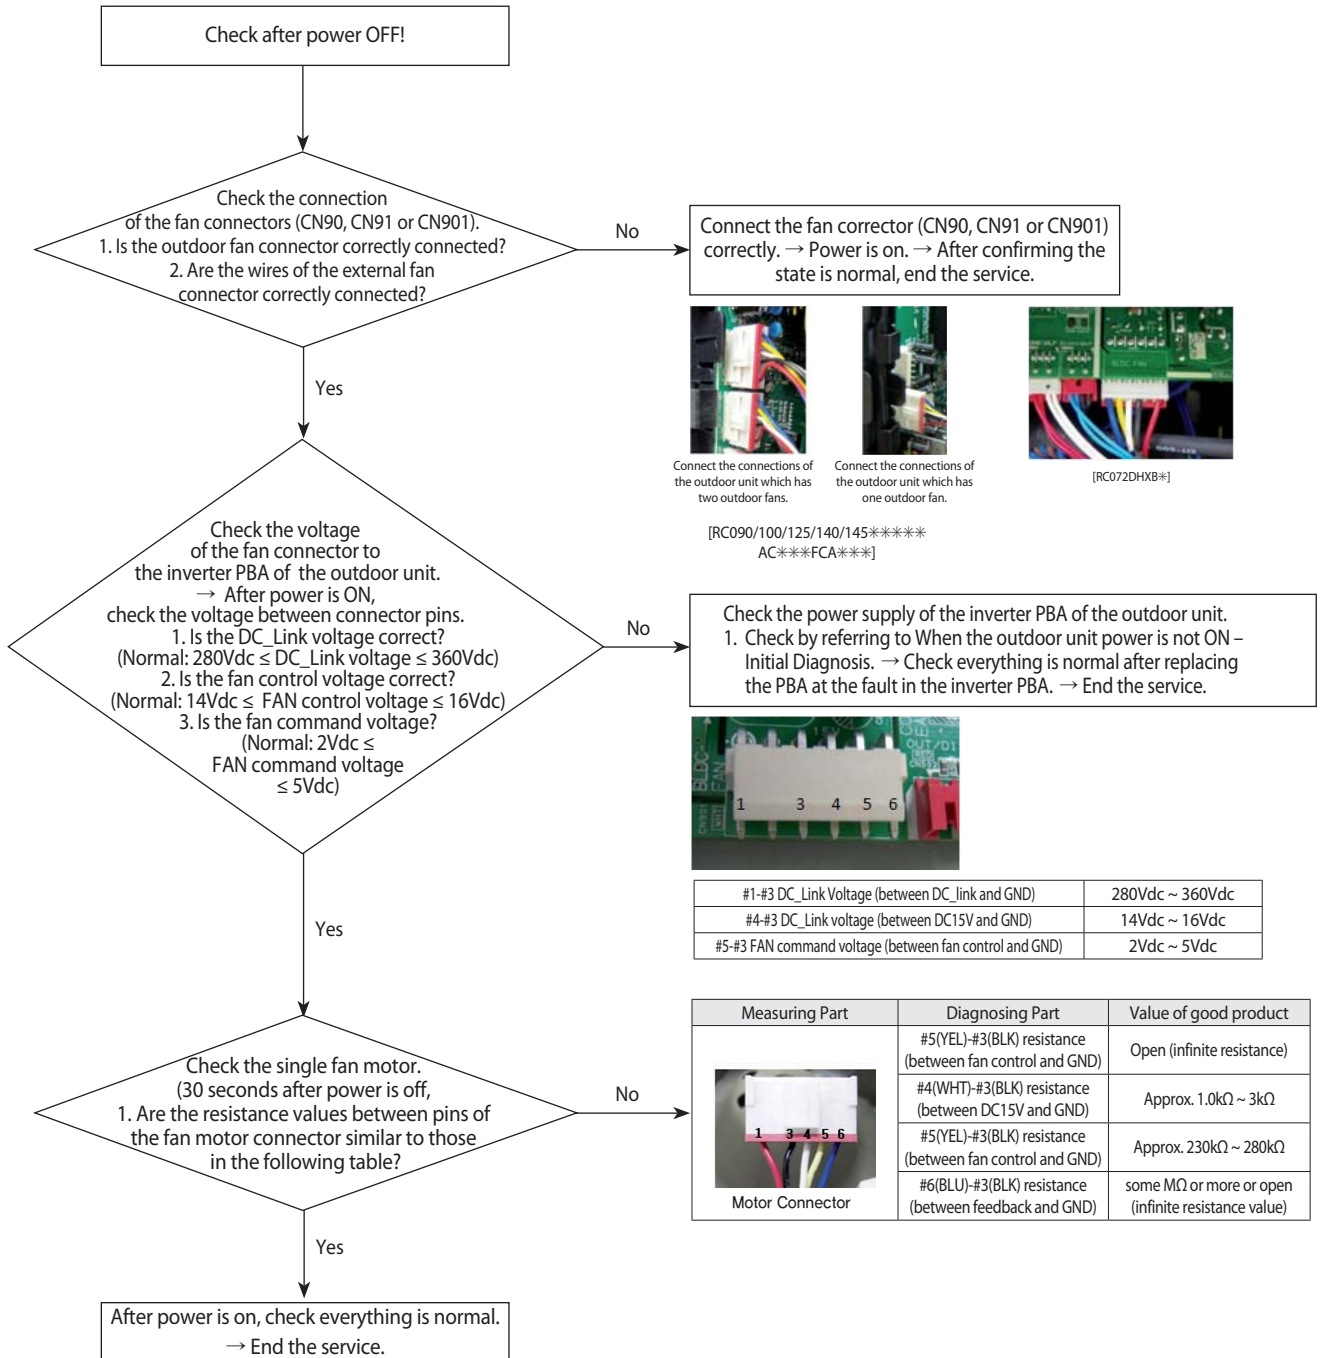 Check after power OFF!
Check the connection
of the fan connectors (CN90, CN91 or CN901).
1. Is the outdoor fan connector correctly connected?
2. Are the wires of the external fan
connector correctly connected?
No
Connect the fan corrector (CN90, CN91 or CN901)
correctly. → Power is on. → After confirming the
state is normal, end the service.
Connect the connections of
the outdoor unit which has
two outdoor fans.
Connect the connections of
the outdoor unit which has
one outdoor fan.
BLDC-FAN
[RC072DHXB✳]
[RC090/100/125/140/145✳✳✳✳✳
AC✳✳✳FCA✳✳✳]
Yes
Check the voltage
of the fan connector to
the inverter PBA of the outdoor unit.
→ After power is ON,
check the voltage between connector pins.
1. Is the DC_Link voltage correct?
(Normal: 280Vdc ≤ DC_Link voltage ≤ 360Vdc)
2. Is the fan control voltage correct?
(Normal: 14Vdc ≤ FAN control voltage ≤ 16Vdc)
3. Is the fan command voltage?
(Normal: 2Vdc ≤
FAN command voltage
≤ 5Vdc)
No
Check the power supply of the inverter PBA of the outdoor unit.
1. Check by referring to When the outdoor unit power is not ON –
Initial Diagnosis. → Check everything is normal after replacing
the PBA at the fault in the inverter PBA. → End the service.
BLDC-
FAN
CN901
OUT/D1
1 3 4 5 6
#1-#3 DC_Link Voltage (between DC_link and GND) 280Vdc ~ 360Vdc
#4-#3 DC_Link voltage (between DC15V and GND) 14Vdc ~ 16Vdc
#5-#3 FAN command voltage (between fan control and GND) 2Vdc ~ 5Vdc
Yes
Check the single fan motor.
(30 seconds after power is off,
1. Are the resistance values between pins of
the fan motor connector similar to those
in the following table?
No
Measuring Part Diagnosing Part Value of good product
#5(YEL)-#3(BLK) resistance
(between fan control and GND)
Open (infinite resistance)
#4(WHT)-#3(BLK) resistance
(between DC15V and GND)
Approx. 1.0kΩ ~ 3kΩ
#5(YEL)-#3(BLK) resistance
(between fan control and GND)
Approx. 230kΩ ~ 280kΩ
#6(BLU)-#3(BLK) resistance
(between feedback and GND)
some MΩ or more or open
(infinite resistance value)
1 3 4 5 6
Motor Connector
Yes
After power is on, check everything is normal.
→ End the service.